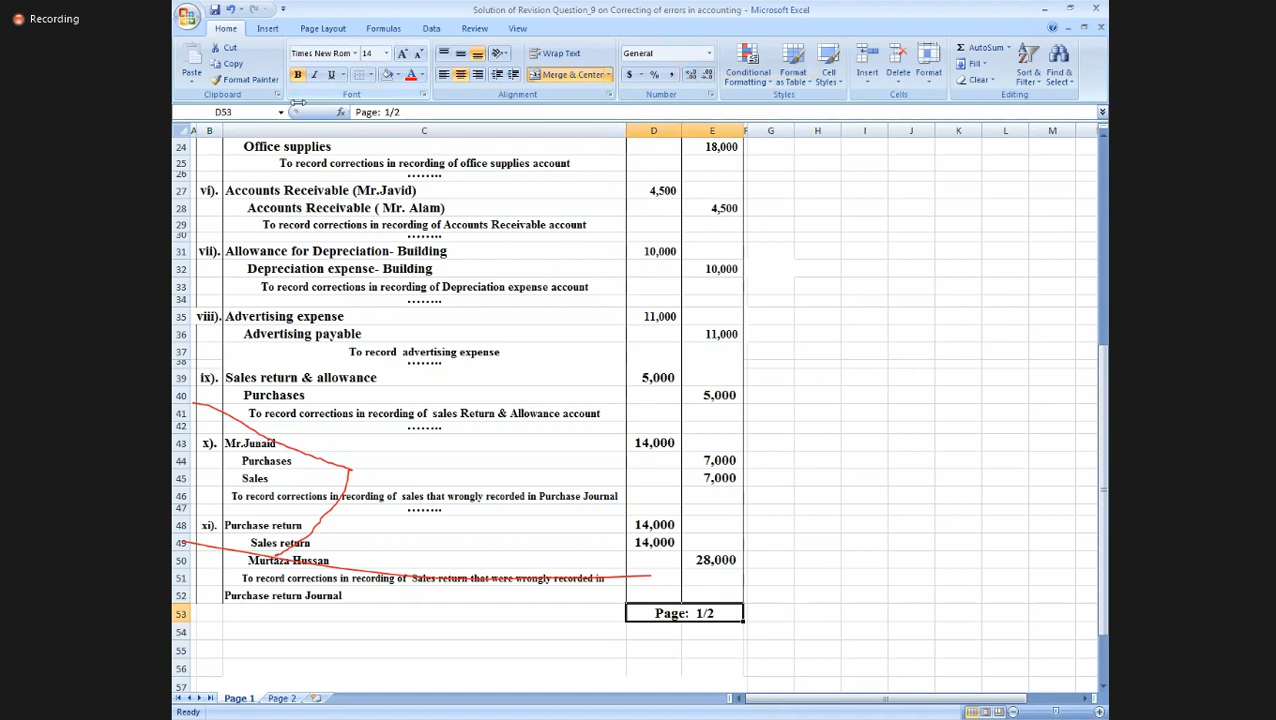 Recording
Solution of Revision Question_9 on Correcting of errors in accounting - Microsoft Excel
Home Insert Page Layout Formulas Data Review View
Paste
Cut
Copy
Format Painter
Clipboard
Times New Rom 14
B I U
Font
Wrap Text
Merge & Center
Alignment
General
$ % ,
Number
Conditional Formatting
Format as Table
Cell Styles
Styles
Insert Delete Format
Cells
AutoSum
Fill
Clear
Sort & Filter
Find & Select
Editing
D53 fx Page: 1/2
A B C D E F G H I J K L M
24 Office supplies 18,000
25 To record corrections in recording of office supplies account
26 ........
27 vi). Accounts Receivable (Mr.Javid) 4,500
28 Accounts Receivable ( Mr. Alam) 4,500
29 To record corrections in recording of Accounts Receivable account
30 ........
31 vii). Allowance for Depreciation- Building 10,000
32 Depreciation expense- Building 10,000
33 To record corrections in recording of Depreciation expense account
34 ........
35 viii). Advertising expense 11,000
36 Advertising payable 11,000
37 To record advertising expense
38 ........
39 ix). Sales return & allowance 5,000
40 Purchases 5,000
41 To record corrections in recording of sales Return & Allowance account
42 ........
43 x). Mr.Junaid 14,000
44 Purchases 7,000
45 Sales 7,000
46 To record corrections in recording of sales that wrongly recorded in Purchase Journal
47 ........
48 xi). Purchase return 14,000
49 Sales return 14,000
50 Murtaza Hussan 28,000
51 To record corrections in recording of Sales return that were wrongly recorded in
52 Purchase return Journal
53 Page: 1/2
54
55
56
57
Page 1 Page 2
Ready